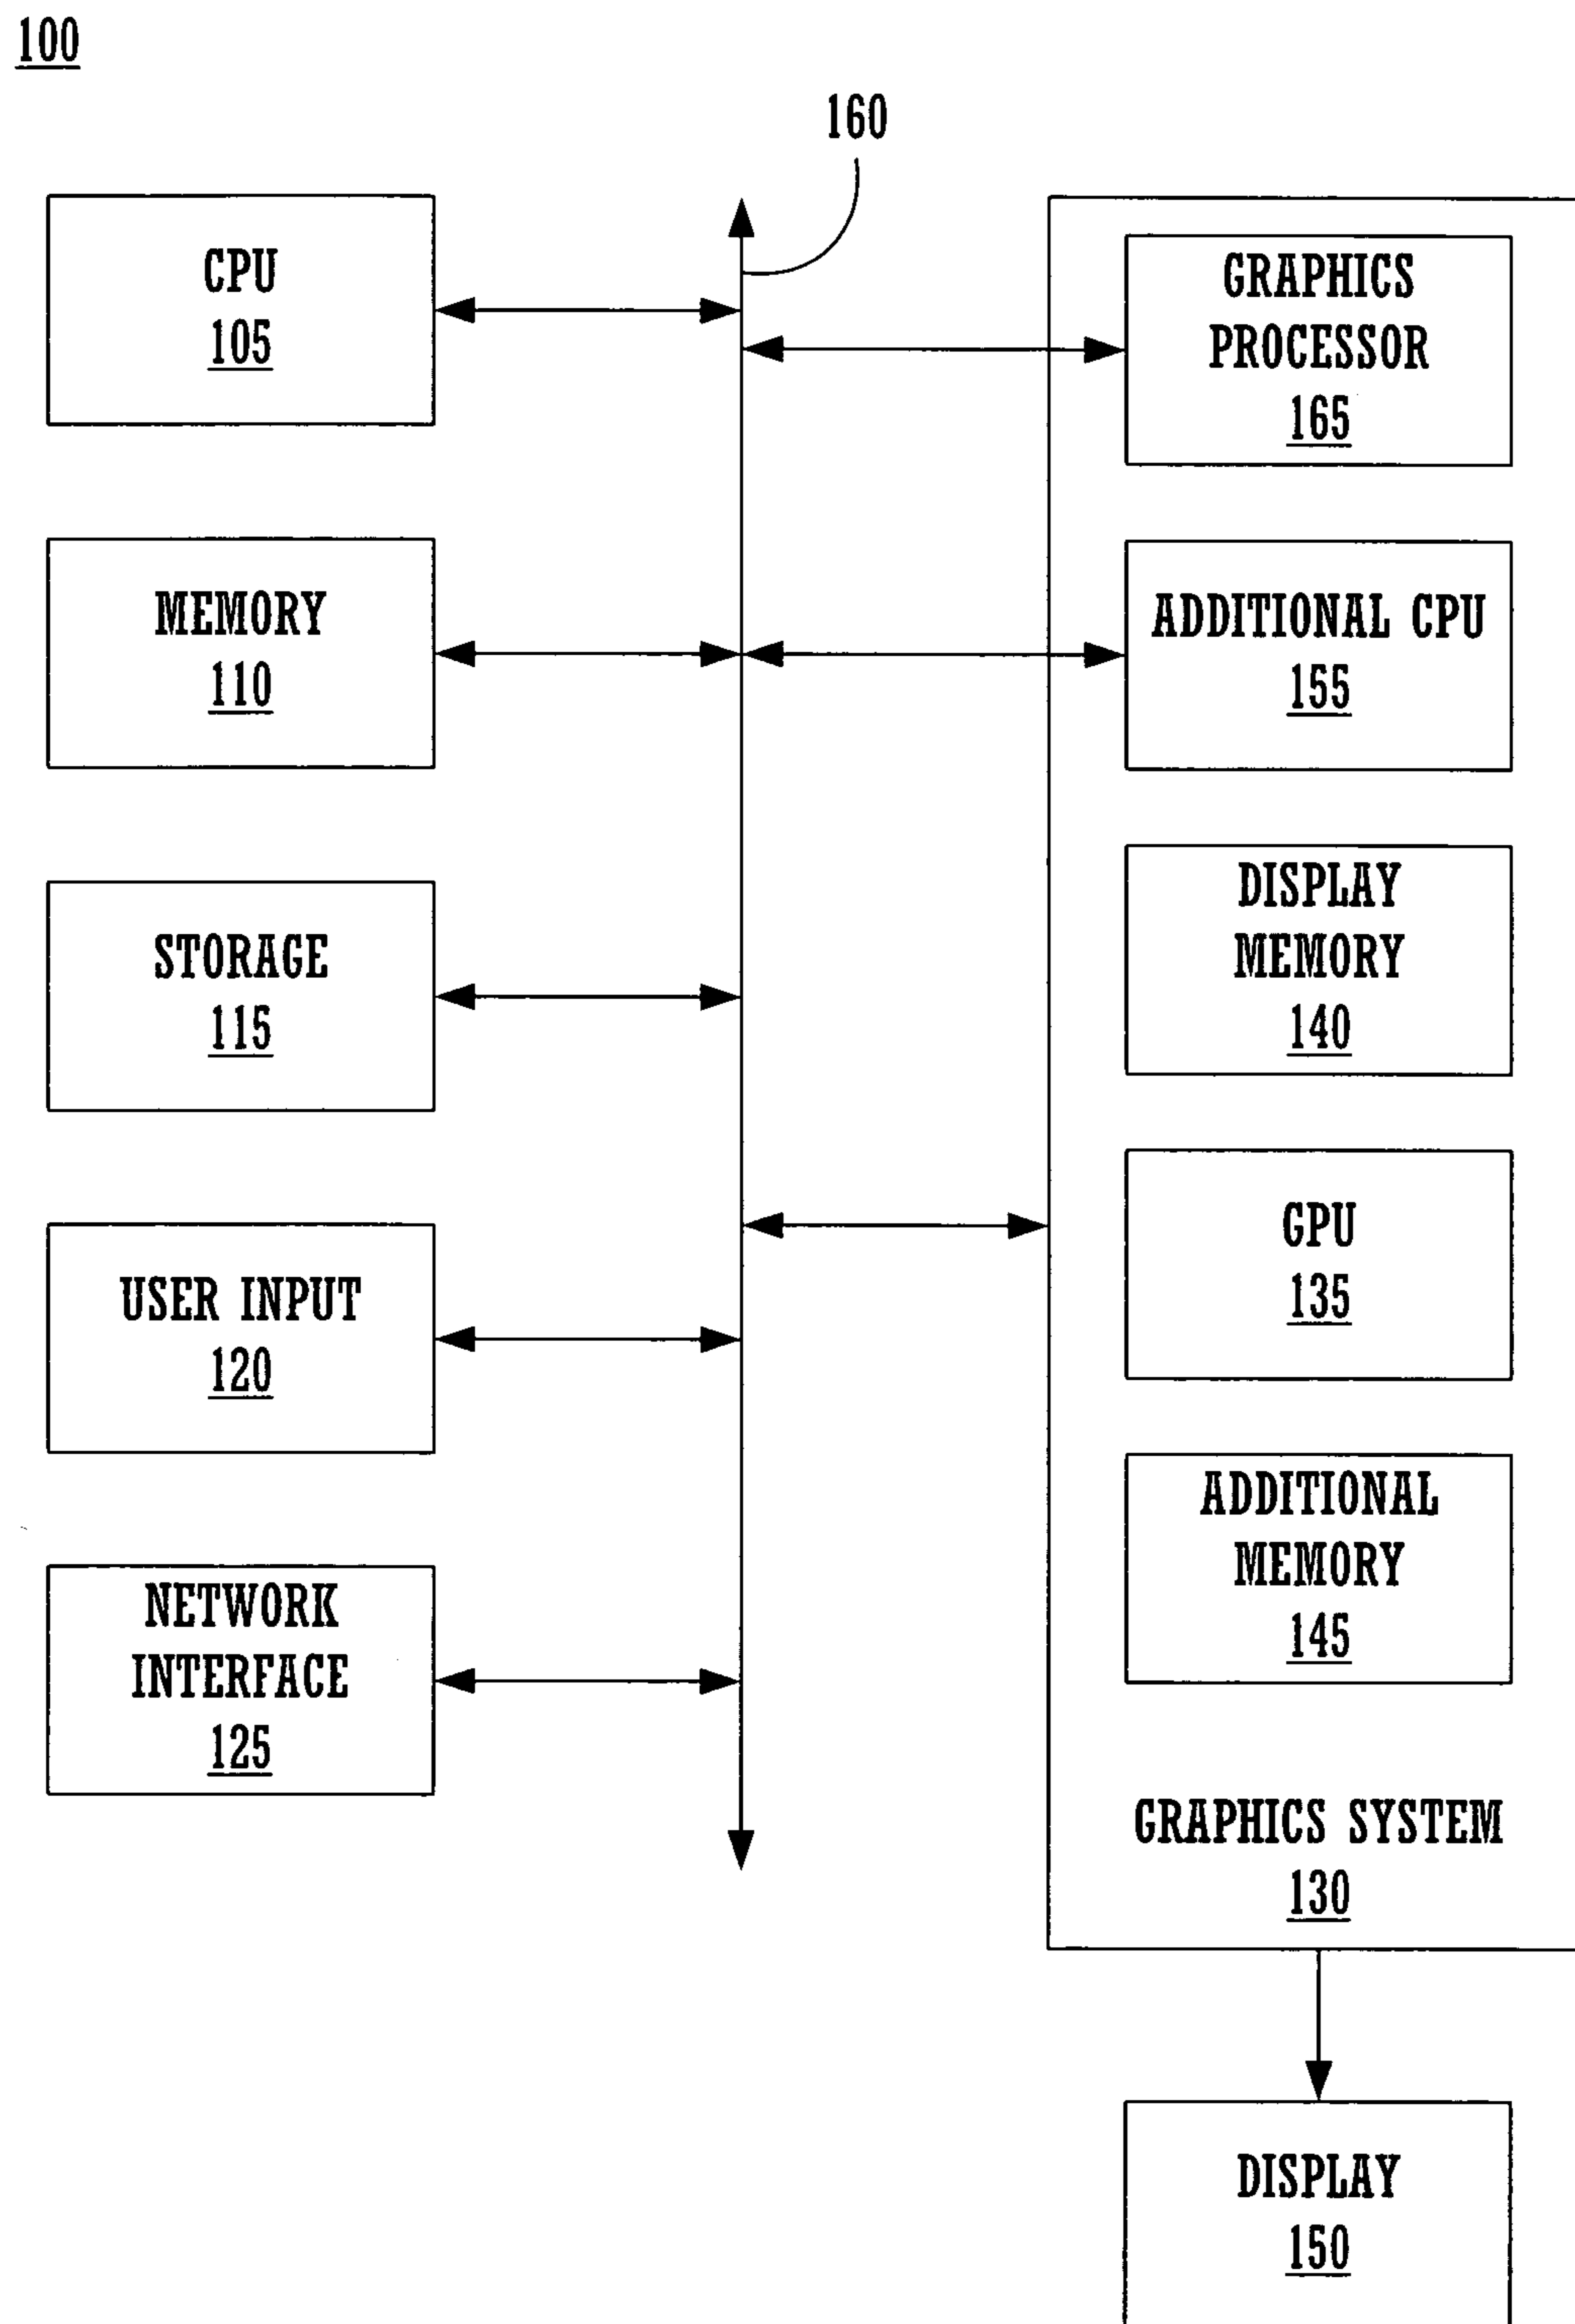 100
160
CPU
105
MEMORY
110
STORAGE
115
USER INPUT
120
NETWORK
INTERFACE
125
GRAPHICS
PROCESSOR
165
ADDITIONAL CPU
155
DISPLAY
MEMORY
140
GPU
135
ADDITIONAL
MEMORY
145
GRAPHICS SYSTEM
130
DISPLAY
150